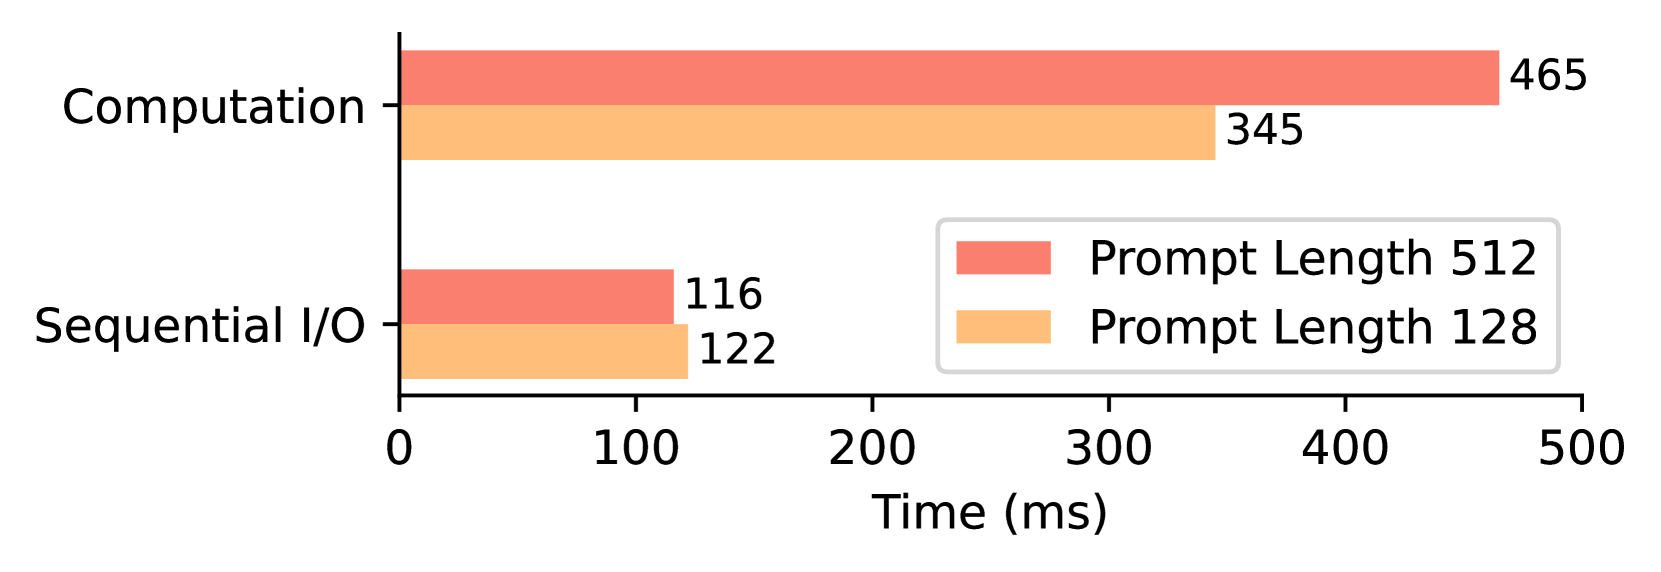 Computation
465
345
Sequential I/O
116
122
Prompt Length 512
Prompt Length 128
0 100 200 300 400 500
Time (ms)